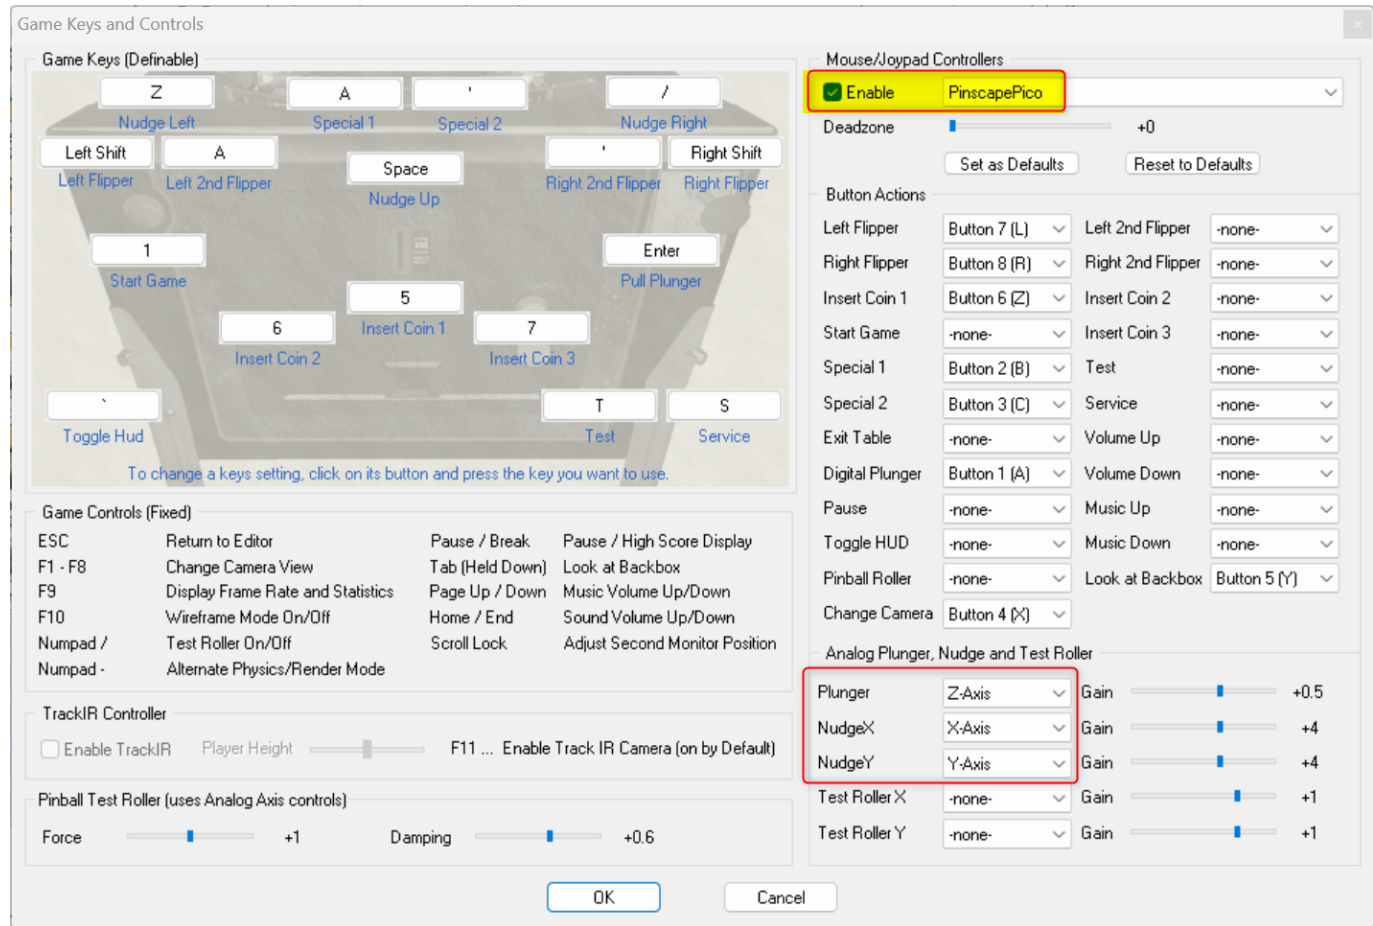 Game Keys and Controls
Game Keys (Definable)
Z
A
'
/
Nudge Left
Special 1
Special 2
Nudge Right
Left Shift
A
Space
'
Right Shift
Left Flipper
Left 2nd Flipper
Nudge Up
Right 2nd Flipper
Right Flipper
1
Enter
Start Game
Pull Plunger
5
Insert Coin 1
6
7
Insert Coin 2
Insert Coin 3
`
T
S
Toggle Hud
Test
Service
To change a keys setting, click on its button and press the key you want to use.
Game Controls (Fixed)
ESC Return to Editor Pause / Break Pause / High Score Display
F1 - F8 Change Camera View Tab (Held Down) Look at Backbox
F9 Display Frame Rate and Statistics Page Up / Down Music Volume Up/Down
F10 Wireframe Mode On/Off Home / End Sound Volume Up/Down
Numpad / Test Roller On/Off Scroll Lock Adjust Second Monitor Position
Numpad - Alternate Physics/Render Mode
TrackIR Controller
Enable TrackIR Player Height F11 ... Enable Track IR Camera (on by Default)
Pinball Test Roller (uses Analog Axis controls)
Force +1 Damping +0.6
Mouse/Joypad Controllers
Enable PinscapePico
Deadzone +0
Set as Defaults Reset to Defaults
Button Actions
Left Flipper Button 7 (L) Left 2nd Flipper -none-
Right Flipper Button 8 (R) Right 2nd Flipper -none-
Insert Coin 1 Button 6 (Z) Insert Coin 2 -none-
Start Game -none- Insert Coin 3 -none-
Special 1 Button 2 (B) Test -none-
Special 2 Button 3 (C) Service -none-
Exit Table -none- Volume Up -none-
Digital Plunger Button 1 (A) Volume Down -none-
Pause -none- Music Up -none-
Toggle HUD -none- Music Down -none-
Pinball Roller -none- Look at Backbox Button 5 (Y)
Change Camera Button 4 (X)
Analog Plunger, Nudge and Test Roller
Plunger Z-Axis Gain +0.5
NudgeX X-Axis Gain +4
NudgeY Y-Axis Gain +4
Test Roller X -none- Gain +1
Test Roller Y -none- Gain +1
OK Cancel